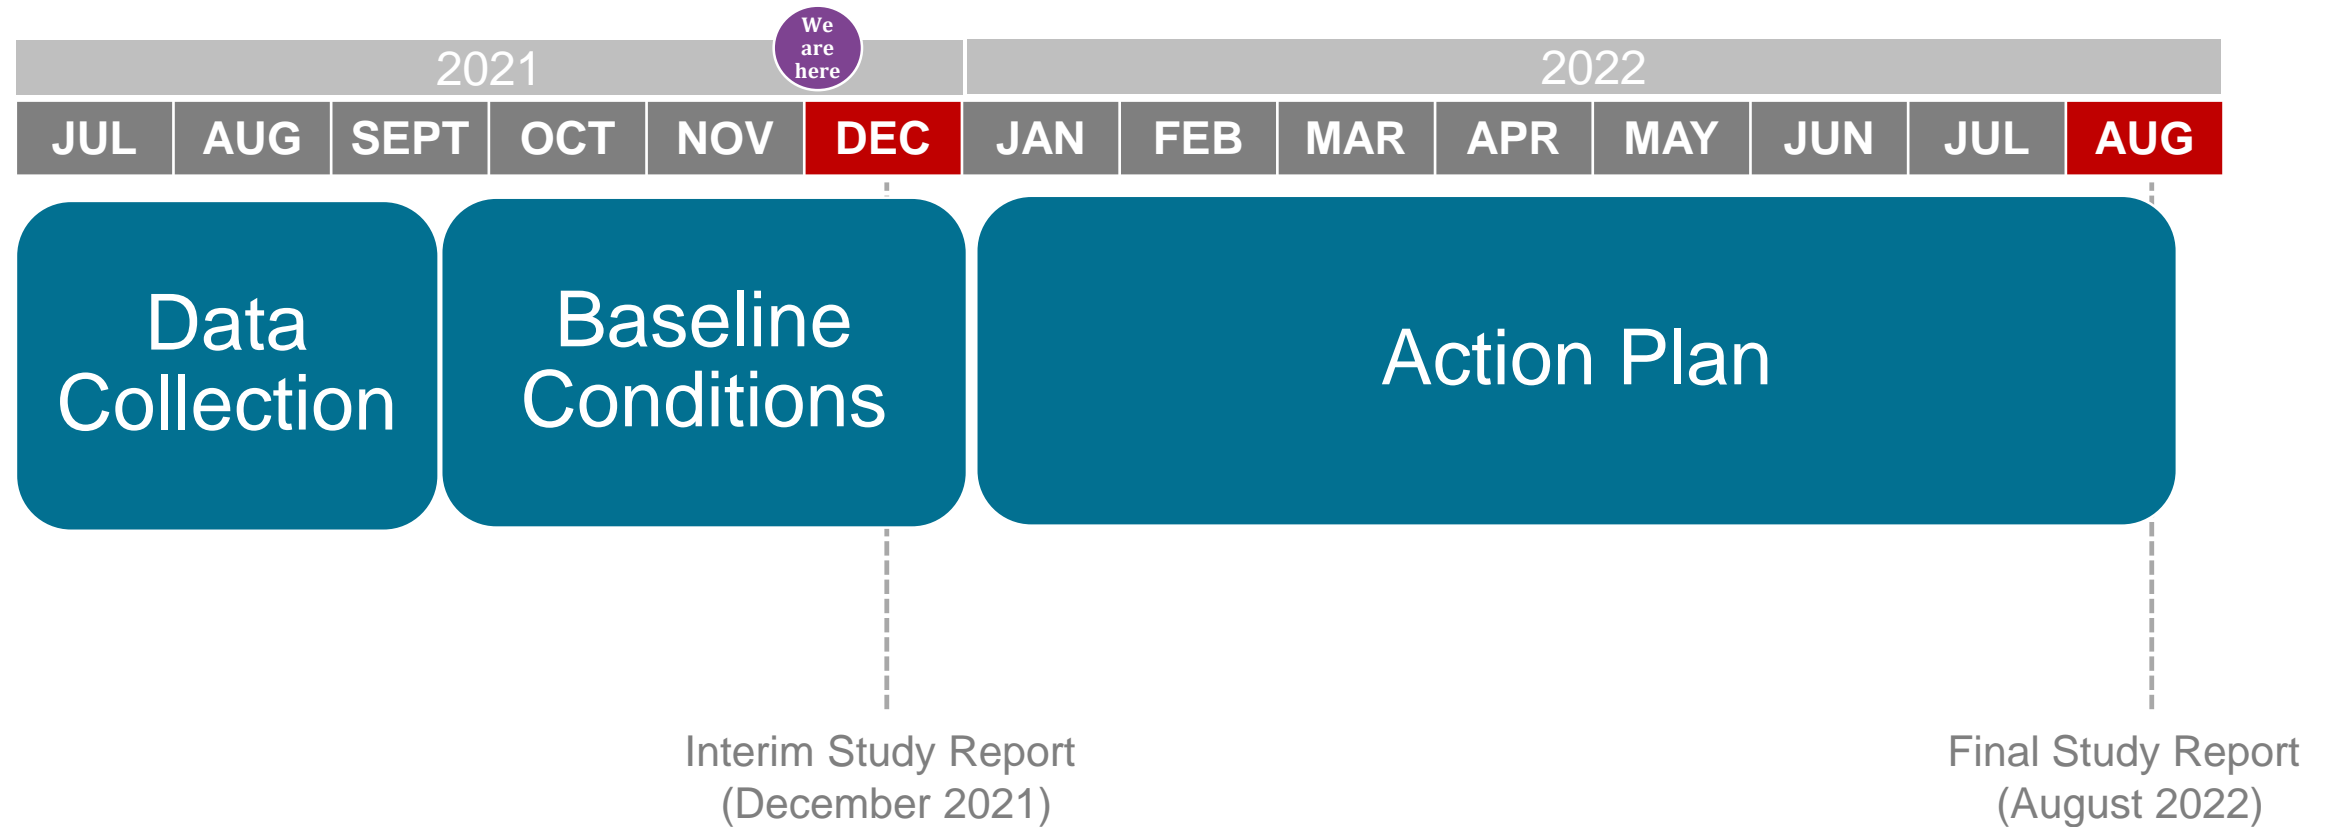 We
are
here
2021
2022
JUL AUG SEPT OCT NOV DEC JAN FEB MAR APR MAY JUN JUL AUG
Data
Collection
Baseline
Conditions
Action Plan
Interim Study Report
(December 2021)
Final Study Report
(August 2022)